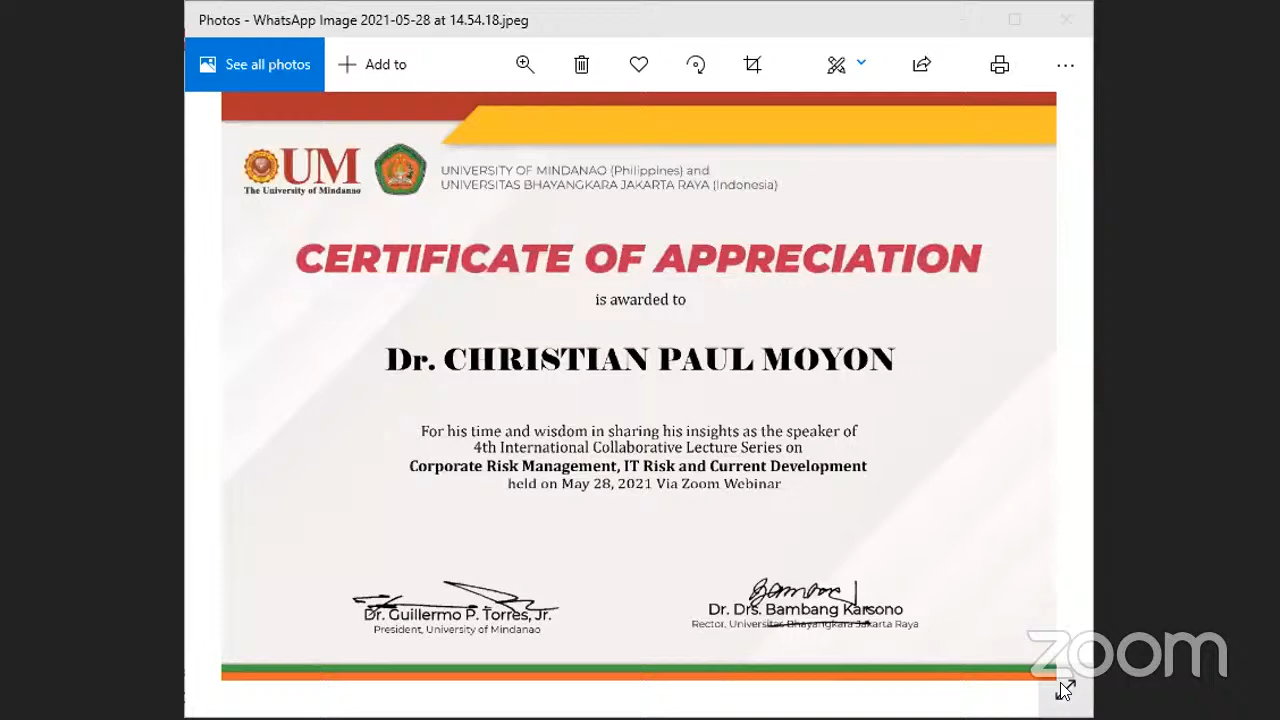 Photos - WhatsApp Image 2021-05-28 at 14.54.18.jpeg
See all photos
Add to
UM
The University of Mindanao
UNIVERSITY OF MINDANAO (Philippines) and
UNIVERSITAS BHAYANGKARA JAKARTA RAYA (Indonesia)
CERTIFICATE OF APPRECIATION
is awarded to
Dr. CHRISTIAN PAUL MOYON
For his time and wisdom in sharing his insights as the speaker of
4th International Collaborative Lecture Series on
Corporate Risk Management, IT Risk and Current Development
held on May 28, 2021 Via Zoom Webinar
Dr. Guillermo P. Torres, Jr.
President, University of Mindanao
Dr. Drs. Bambang Karsono
Rector, Universitas Bhayangkara Jakarta Raya
zoom